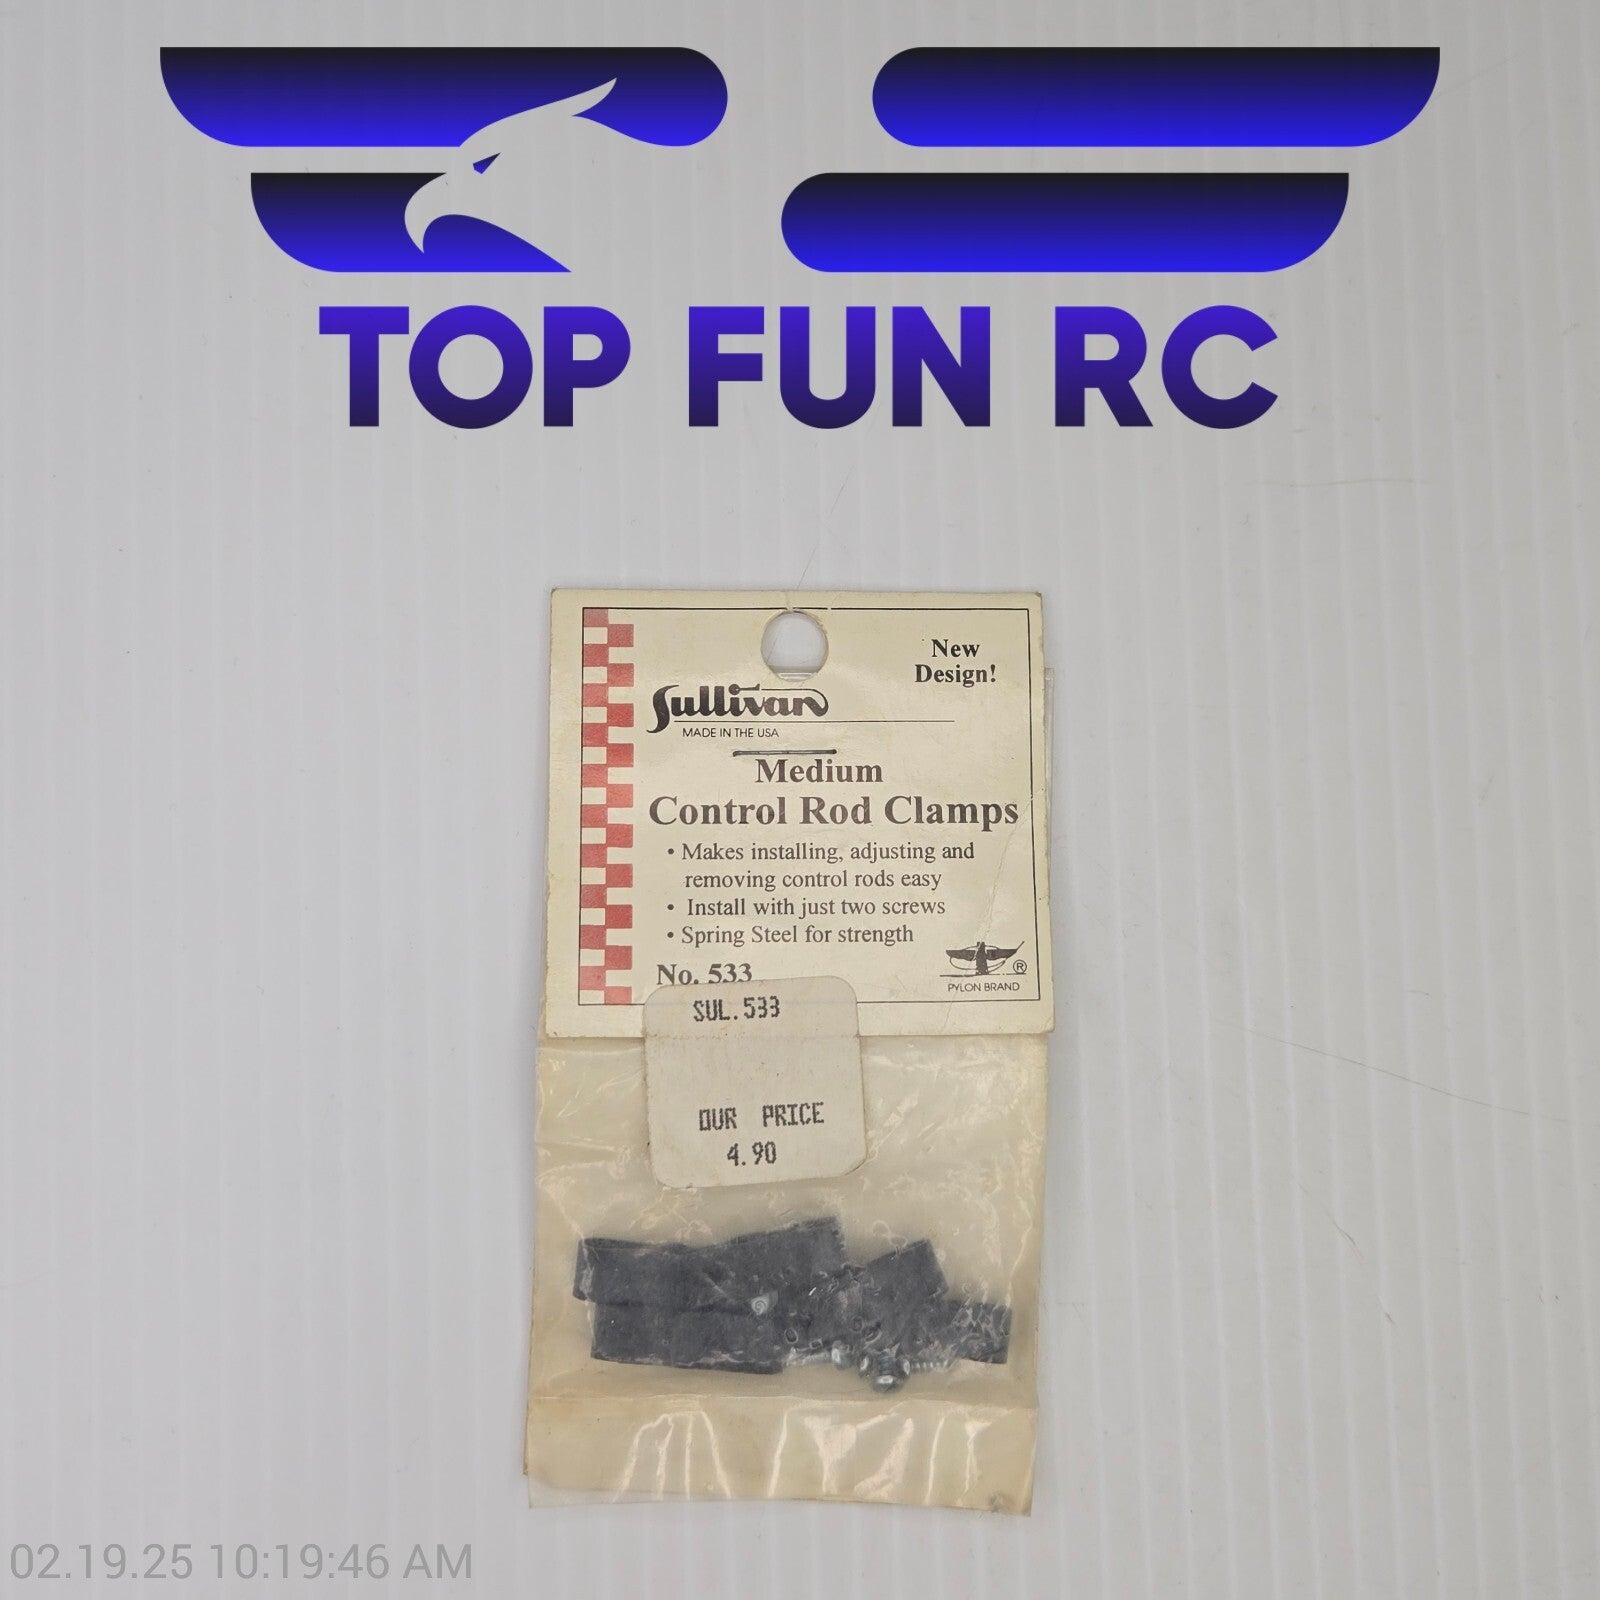 TOP FUN RC
New
Design!
Sullivan
MADE IN THE USA
Medium
Control Rod Clamps
• Makes installing, adjusting and
removing control rods easy
• Install with just two screws
• Spring Steel for strength
No. 533
®
PYLON BRAND
SUL.533
OUR PRICE
4.90
02.19.25 10:19:46 AM